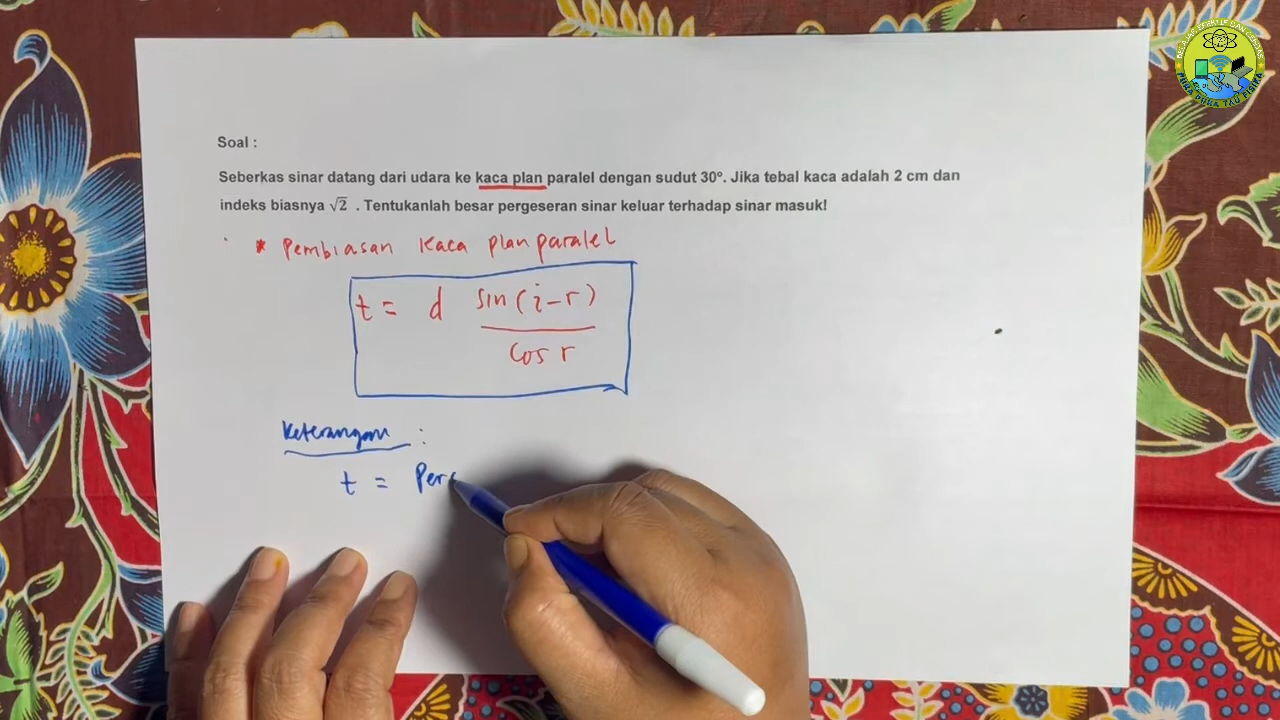 Soal :
Seberkas sinar datang dari udara ke kaca plan paralel dengan sudut 30°. Jika tebal kaca adalah 2 cm dan
indeks biasnya √2 . Tentukanlah besar pergeseran sinar keluar terhadap sinar masuk!
* Pembiasan kaca plan paralel
t = d sin (i-r)
cos r
Keterangan :
t = Per